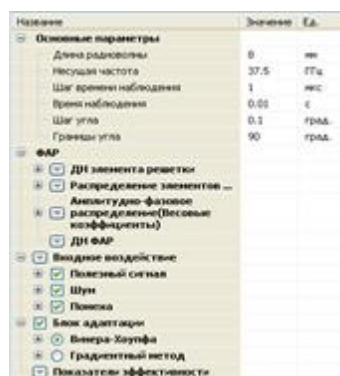 Название Значение Ед.
Основные параметры
Длина радиоволны 8 мм
Несущая частота 37.5 ГГц
Шаг времени наблюдения 1 мкс
Время наблюдения 0.01 с
Шаг угла 0.1 град.
Границы угла 90 град.
ФАР
ДН элемента решетки
Распределение элементов ...
Амплитудно-фазовое
распределение(Весовые
коэффициенты)
ДН ФАР
Входное воздействие
Полезный сигнал
Шум
Помеха
Блок адаптации
Винера-Хоупфа
Градиентный метод
Показатели эффективности